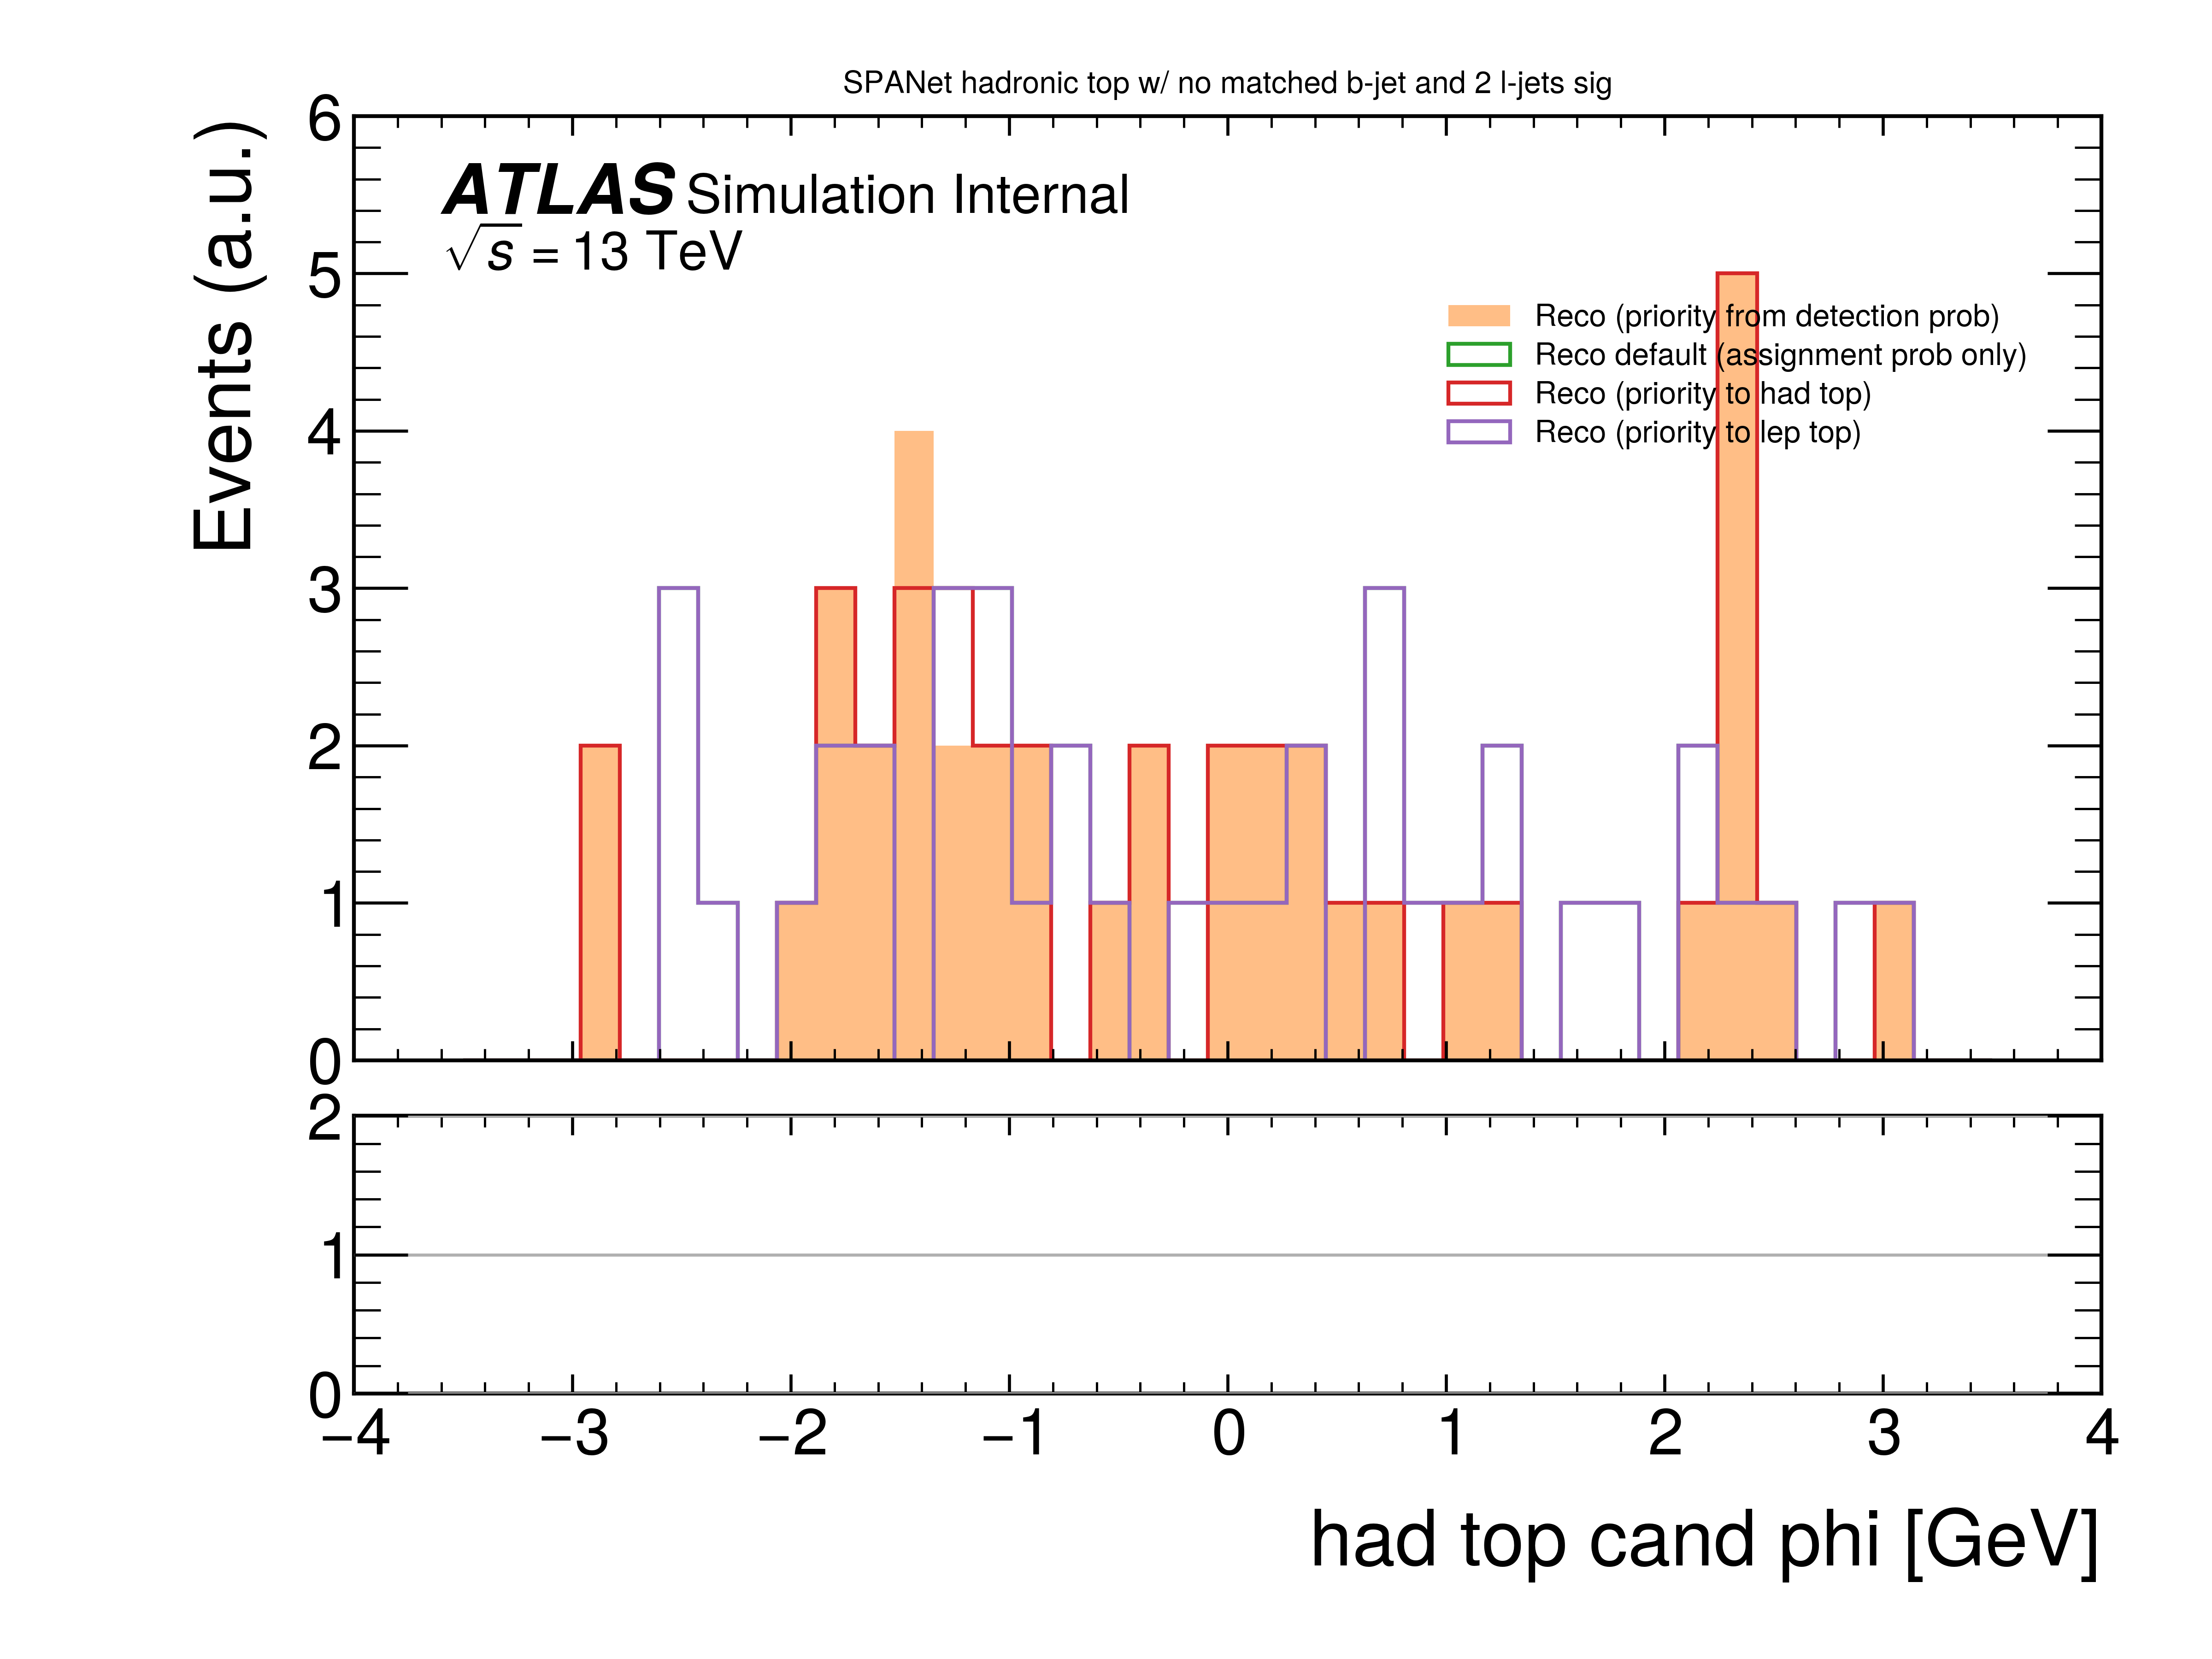 SPANet hadronic top w/ no matched b-jet and 2 l-jets sig
Events (a.u.)
6
5
4
3
2
1
0
ATLAS Simulation Internal
√s = 13 TeV
Reco (priority from detection prob)
Reco default (assignment prob only)
Reco (priority to had top)
Reco (priority to lep top)
2
1
0
−4 −3 −2 −1 0 1 2 3 4
had top cand phi [GeV]